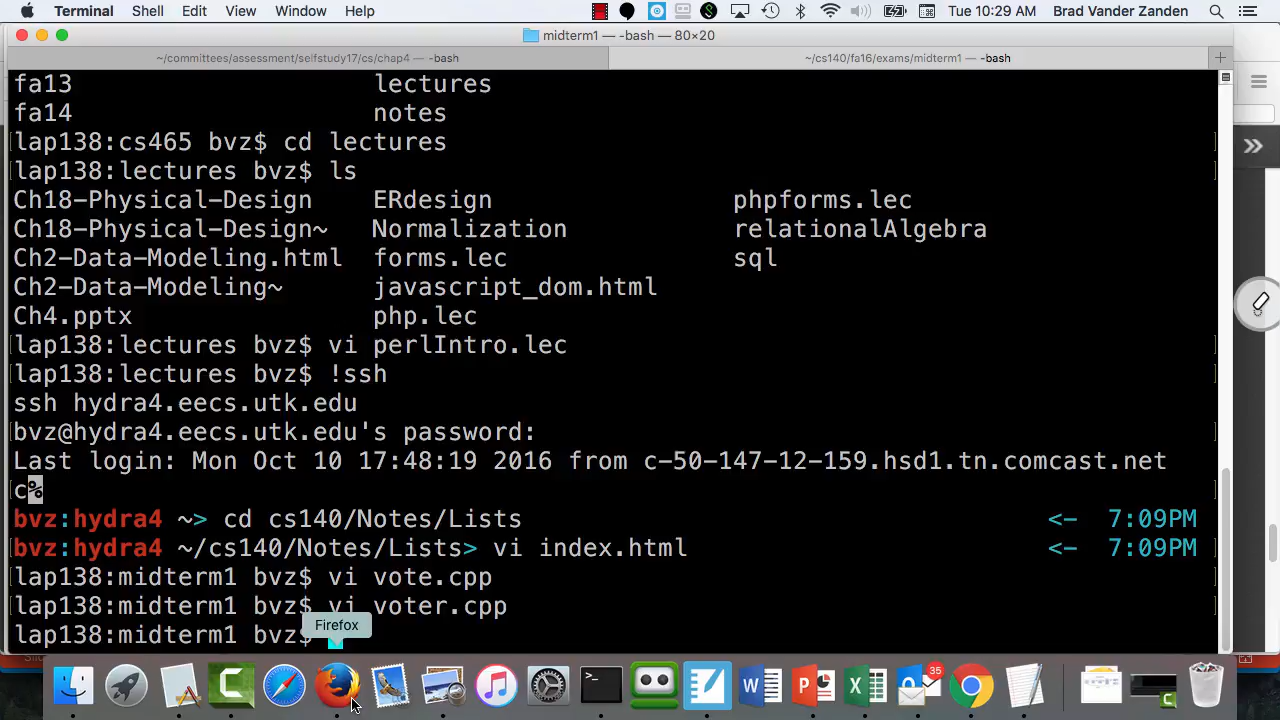 Terminal Shell Edit View Window Help Tue 10:29 AM Brad Vander Zanden
midterm1 — -bash — 80×20
~/committees/assessment/selfstudy17/cs/chap4 — -bash ~/cs140/fa16/exams/midterm1 — -bash
fa13 lectures
fa14 notes
lap138:cs465 bvz$ cd lectures
lap138:lectures bvz$ ls
Ch18-Physical-Design ERdesign phpforms.lec
Ch18-Physical-Design~ Normalization relationalAlgebra
Ch2-Data-Modeling.html forms.lec sql
Ch2-Data-Modeling~ javascript_dom.html
Ch4.pptx php.lec
lap138:lectures bvz$ vi perlIntro.lec
lap138:lectures bvz$ !ssh
ssh hydra4.eecs.utk.edu
bvz@hydra4.eecs.utk.edu's password:
Last login: Mon Oct 10 17:48:19 2016 from c-50-147-12-159.hsd1.tn.comcast.net
c%
bvz:hydra4 ~> cd cs140/Notes/Lists <- 7:09PM
bvz:hydra4 ~/cs140/Notes/Lists> vi index.html <- 7:09PM
lap138:midterm1 bvz$ vi vote.cpp
lap138:midterm1 bvz$ vi voter.cpp
lap138:midterm1 bvz$
Firefox
35